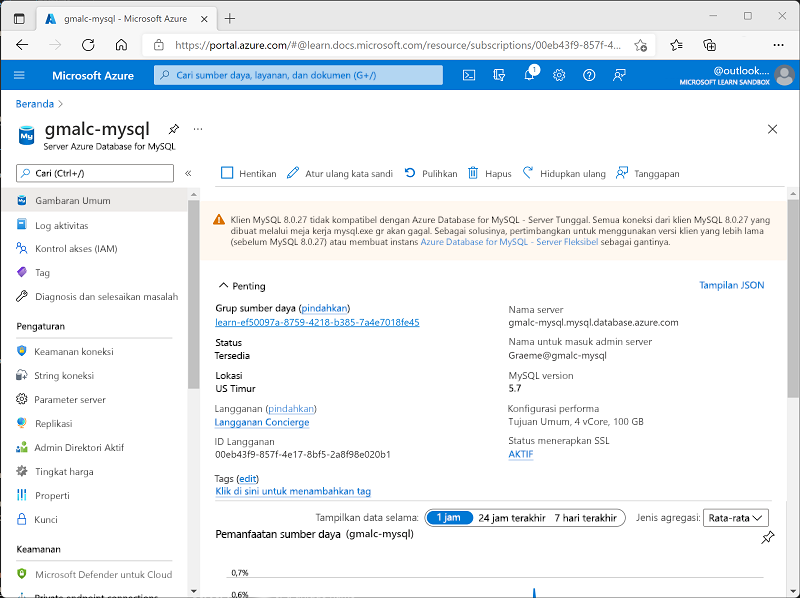 gmalc-mysql - Microsoft Azure
https://portal.azure.com/#@learn.docs.microsoft.com/resource/subscriptions/00eb43f9-857f-4...
Microsoft Azure
Cari sumber daya, layanan, dan dokumen (G+/)
1
@outlook....
MICROSOFT LEARN SANDBOX
Beranda >
My
gmalc-mysql
...
Server Azure Database for MySQL
Cari (Ctrl+/)
«
Hentikan
Atur ulang kata sandi
Pulihkan
Hapus
Hidupkan ulang
Tanggapan
Gambaran Umum
Log aktivitas
Kontrol akses (IAM)
Tag
Diagnosis dan selesaikan masalah
Pengaturan
Keamanan koneksi
String koneksi
Parameter server
Replikasi
Admin Direktori Aktif
Tingkat harga
Properti
Kunci
Keamanan
Microsoft Defender untuk Cloud
Private endpoint connections
Klien MySQL 8.0.27 tidak kompatibel dengan Azure Database for MySQL - Server Tunggal. Semua koneksi dari klien MySQL 8.0.27 yang
dibuat melalui meja kerja mysql.exe gr akan gagal. Sebagai solusinya, pertimbangkan untuk menggunakan versi klien yang lebih lama
(sebelum MySQL 8.0.27) atau membuat instans Azure Database for MySQL - Server Fleksibel sebagai gantinya.
Penting
Tampilan JSON
Grup sumber daya (pindahkan)
learn-ef50097a-8759-4218-b385-7a4e7018fe45
Status
Tersedia
Lokasi
US Timur
Langganan (pindahkan)
Langganan Concierge
ID Langganan
00eb43f9-857f-4e17-8bf5-2a8f98e020b1
Tags (edit)
Klik di sini untuk menambahkan tag
Nama server
gmalc-mysql.mysql.database.azure.com
Nama untuk masuk admin server
Graeme@gmalc-mysql
MySQL version
5.7
Konfigurasi performa
Tujuan Umum, 4 vCore, 100 GB
Status menerapkan SSL
AKTIF
Tampilkan data selama:
1 jam
24 jam terakhir
7 hari terakhir
Jenis agregasi:
Rata-rata
Pemanfaatan sumber daya (gmalc-mysql)
0,7%
0,6%